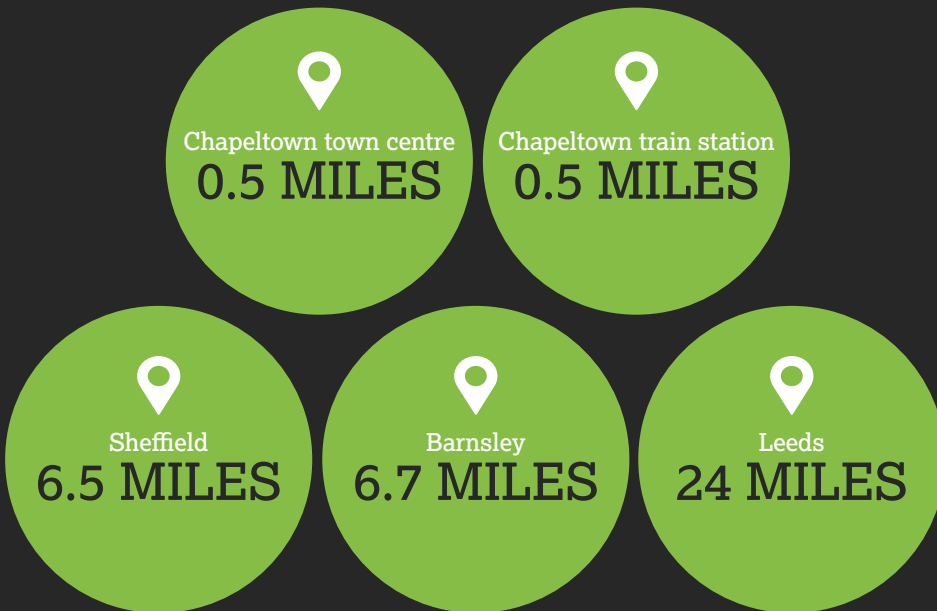 Chapeltown town centre
0.5 MILES
Chapeltown train station
0.5 MILES
Sheffield
6.5 MILES
Barnsley
6.7 MILES
Leeds
24 MILES